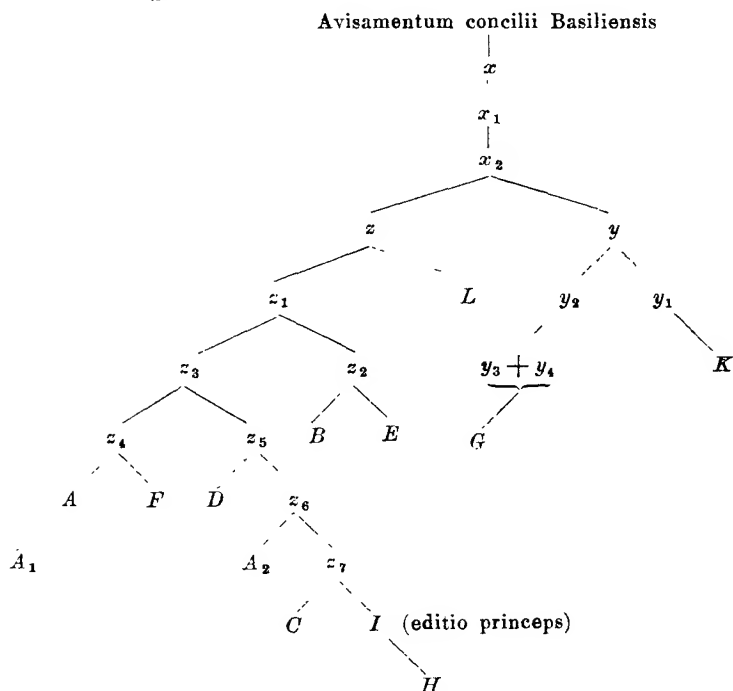 Avisamentum concilii Basiliensis
x
x₁
x₂
z y
z₁ L y₂ y₁
z₃ z₂ y₃ + y₄ K
z₄ z₅ B E G
A F D z₆
A₁ A₂ z₇
C I (editio princeps)
H